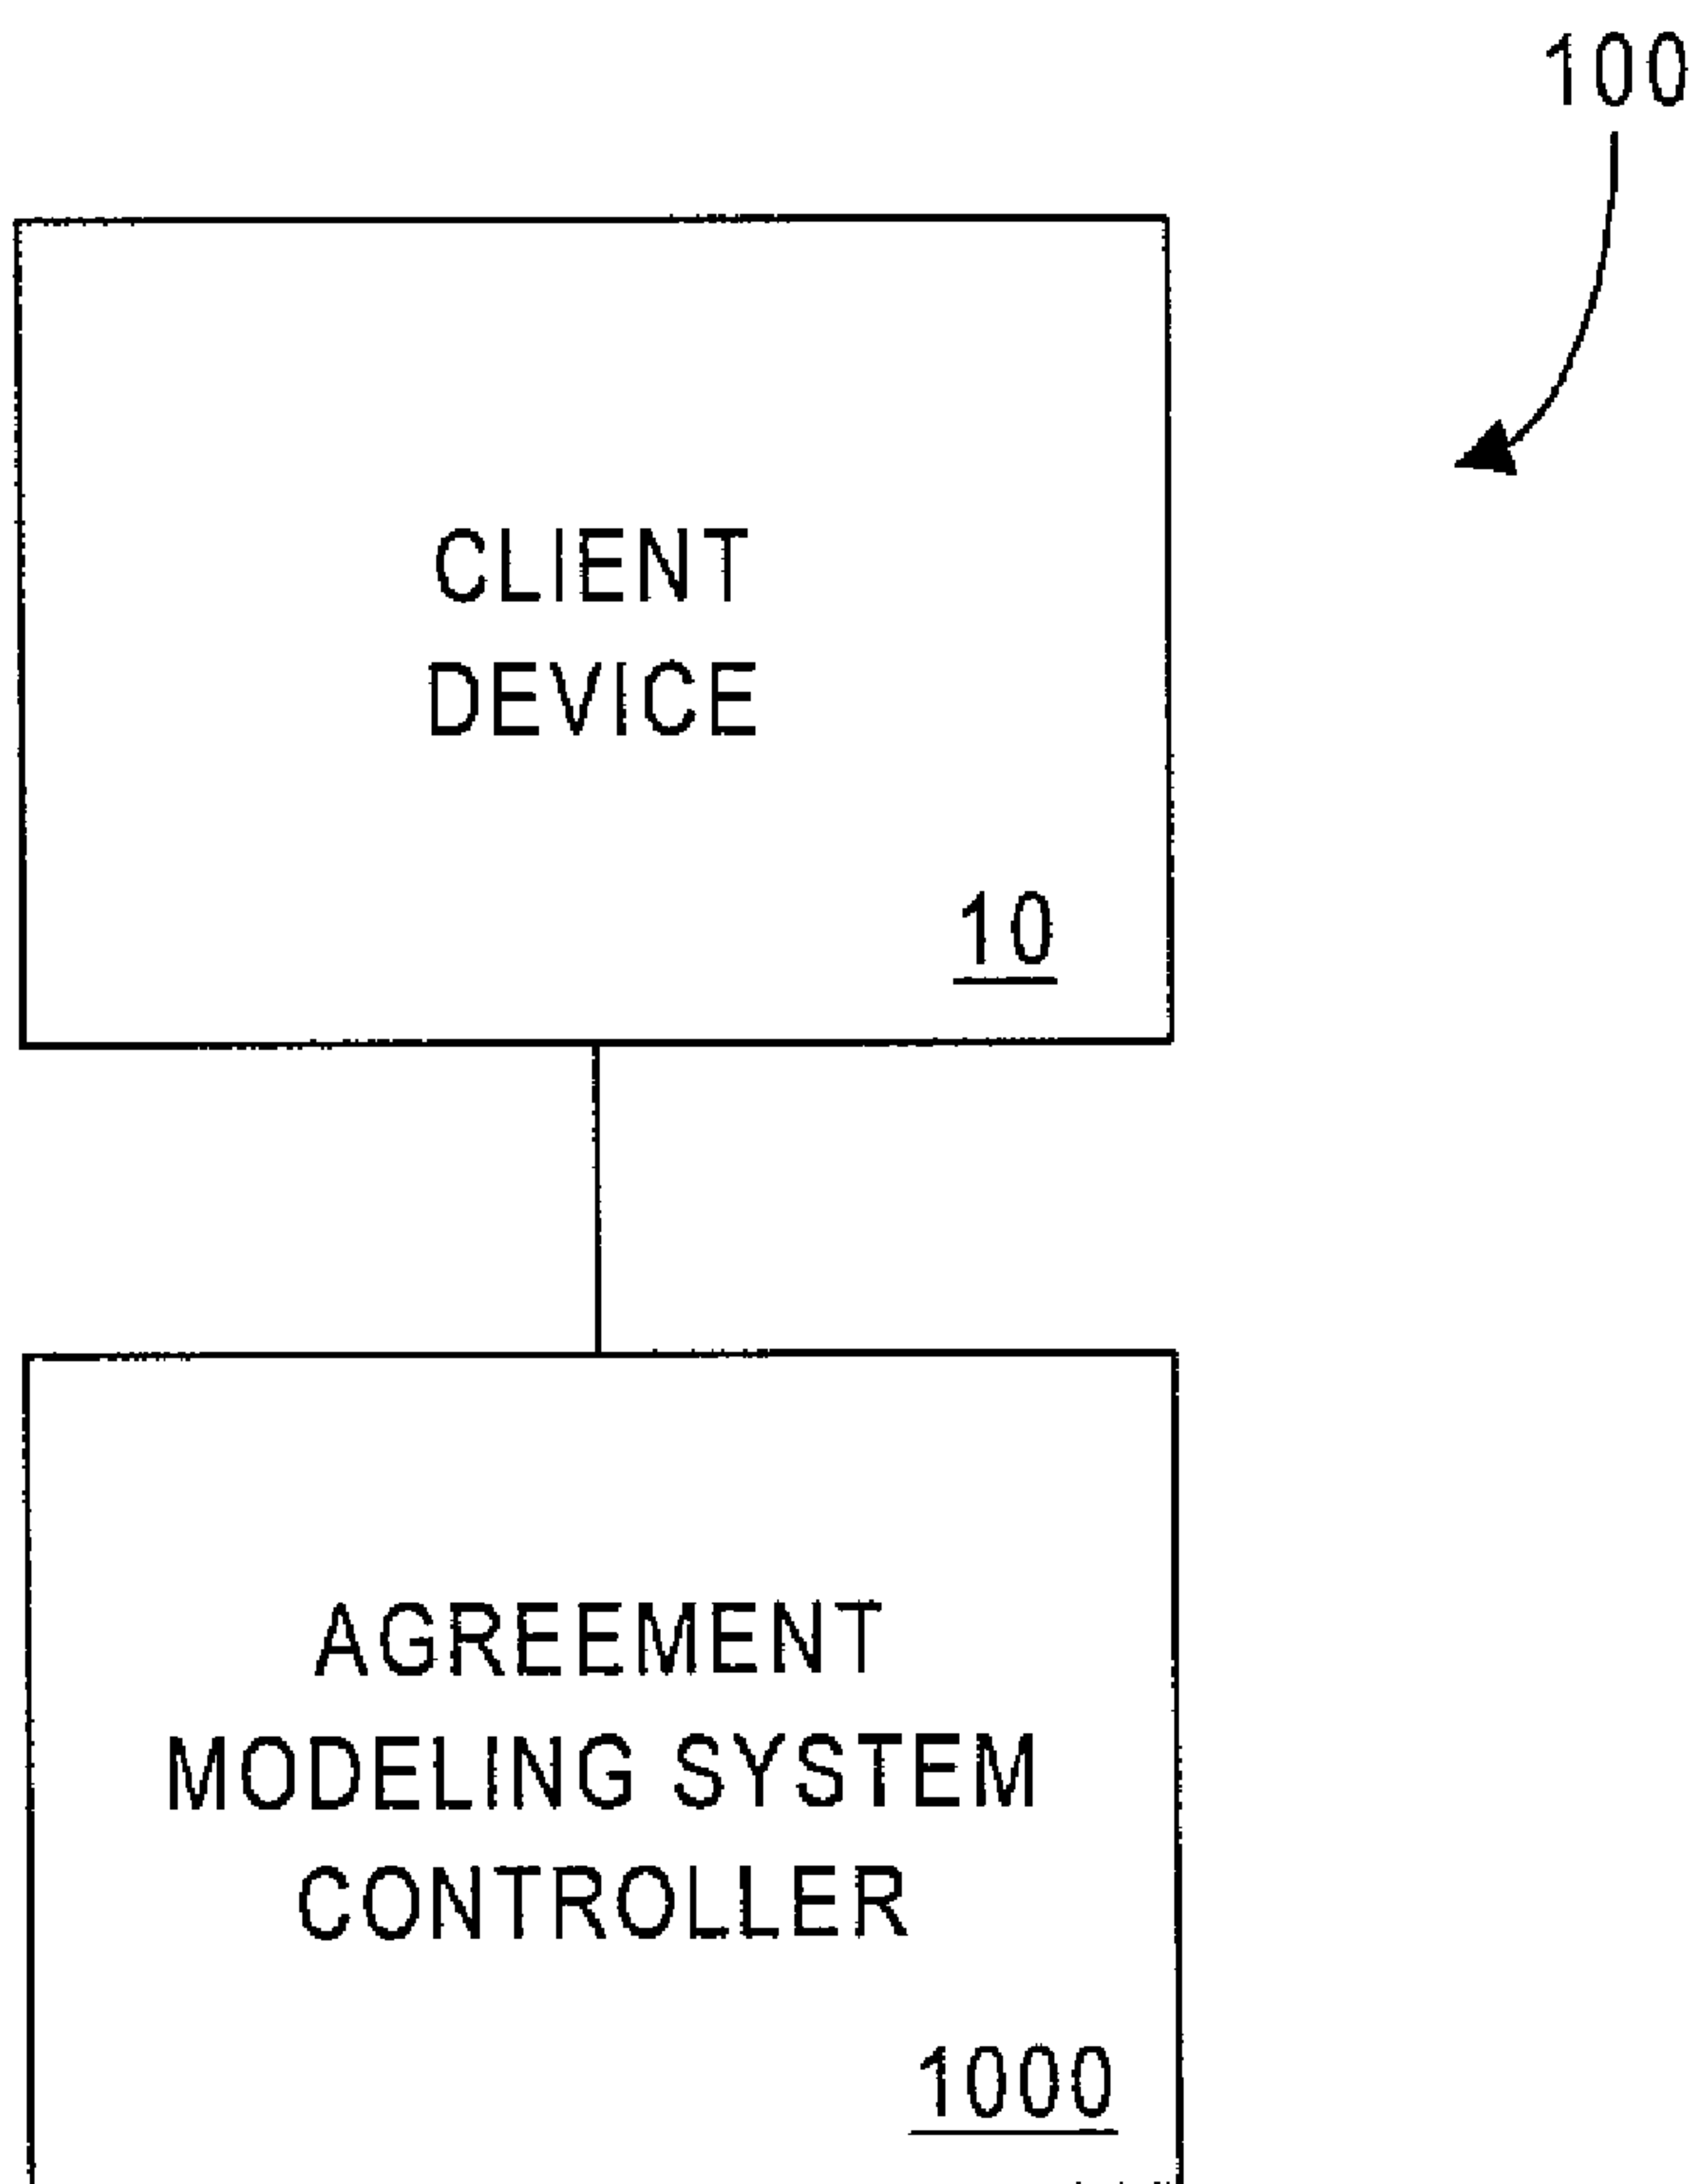 100
CLIENT
DEVICE
10
AGREEMENT
MODELING SYSTEM
CONTROLLER
1000